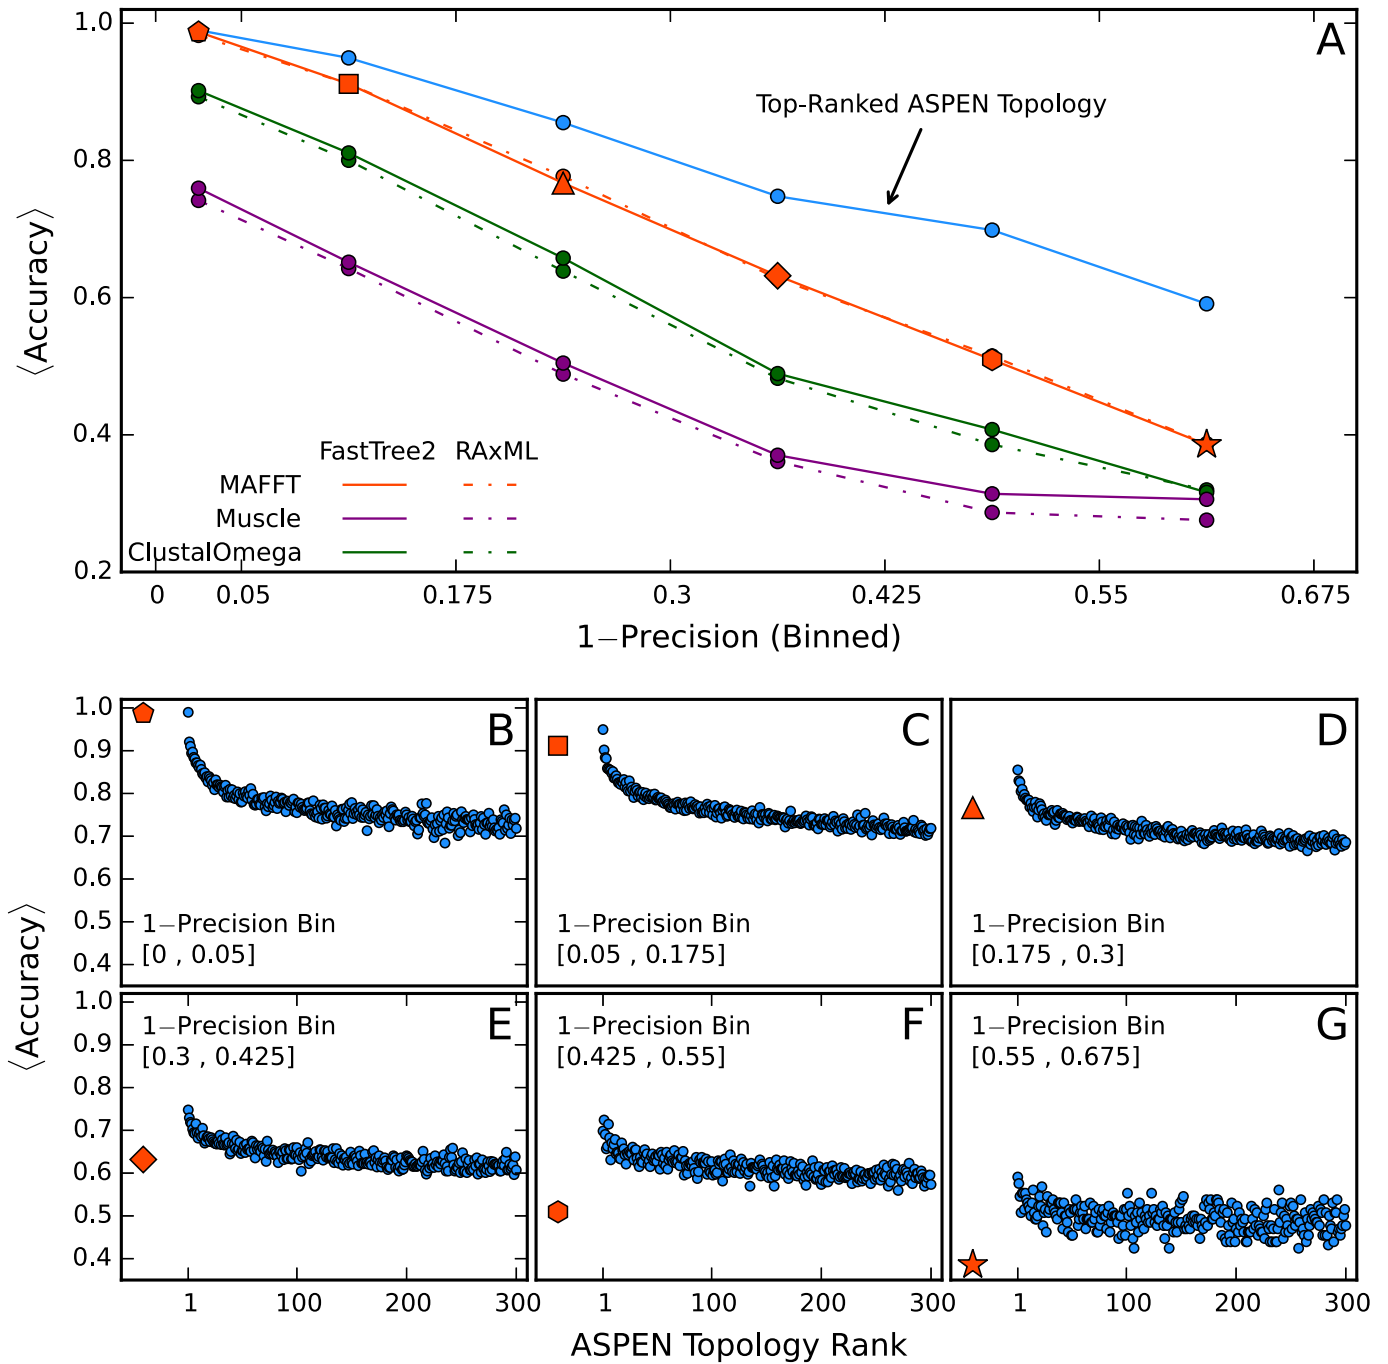 A
1.0
0.8
0.6
0.4
0.2
⟨Accuracy⟩
Top-Ranked ASPEN Topology
FastTree2 RAxML
MAFFT
Muscle
ClustalOmega
0 0.05 0.175 0.3 0.425 0.55 0.675
1−Precision (Binned)
⟨Accuracy⟩
1.0
0.9
0.8
0.7
0.6
0.5
0.4
B
1−Precision Bin
[0 , 0.05]
C
1−Precision Bin
[0.05 , 0.175]
D
1−Precision Bin
[0.175 , 0.3]
1.0
0.9
0.8
0.7
0.6
0.5
0.4
E
1−Precision Bin
[0.3 , 0.425]
F
1−Precision Bin
[0.425 , 0.55]
G
1−Precision Bin
[0.55 , 0.675]
1 100 200 300 1 100 200 300 1 100 200 300
ASPEN Topology Rank